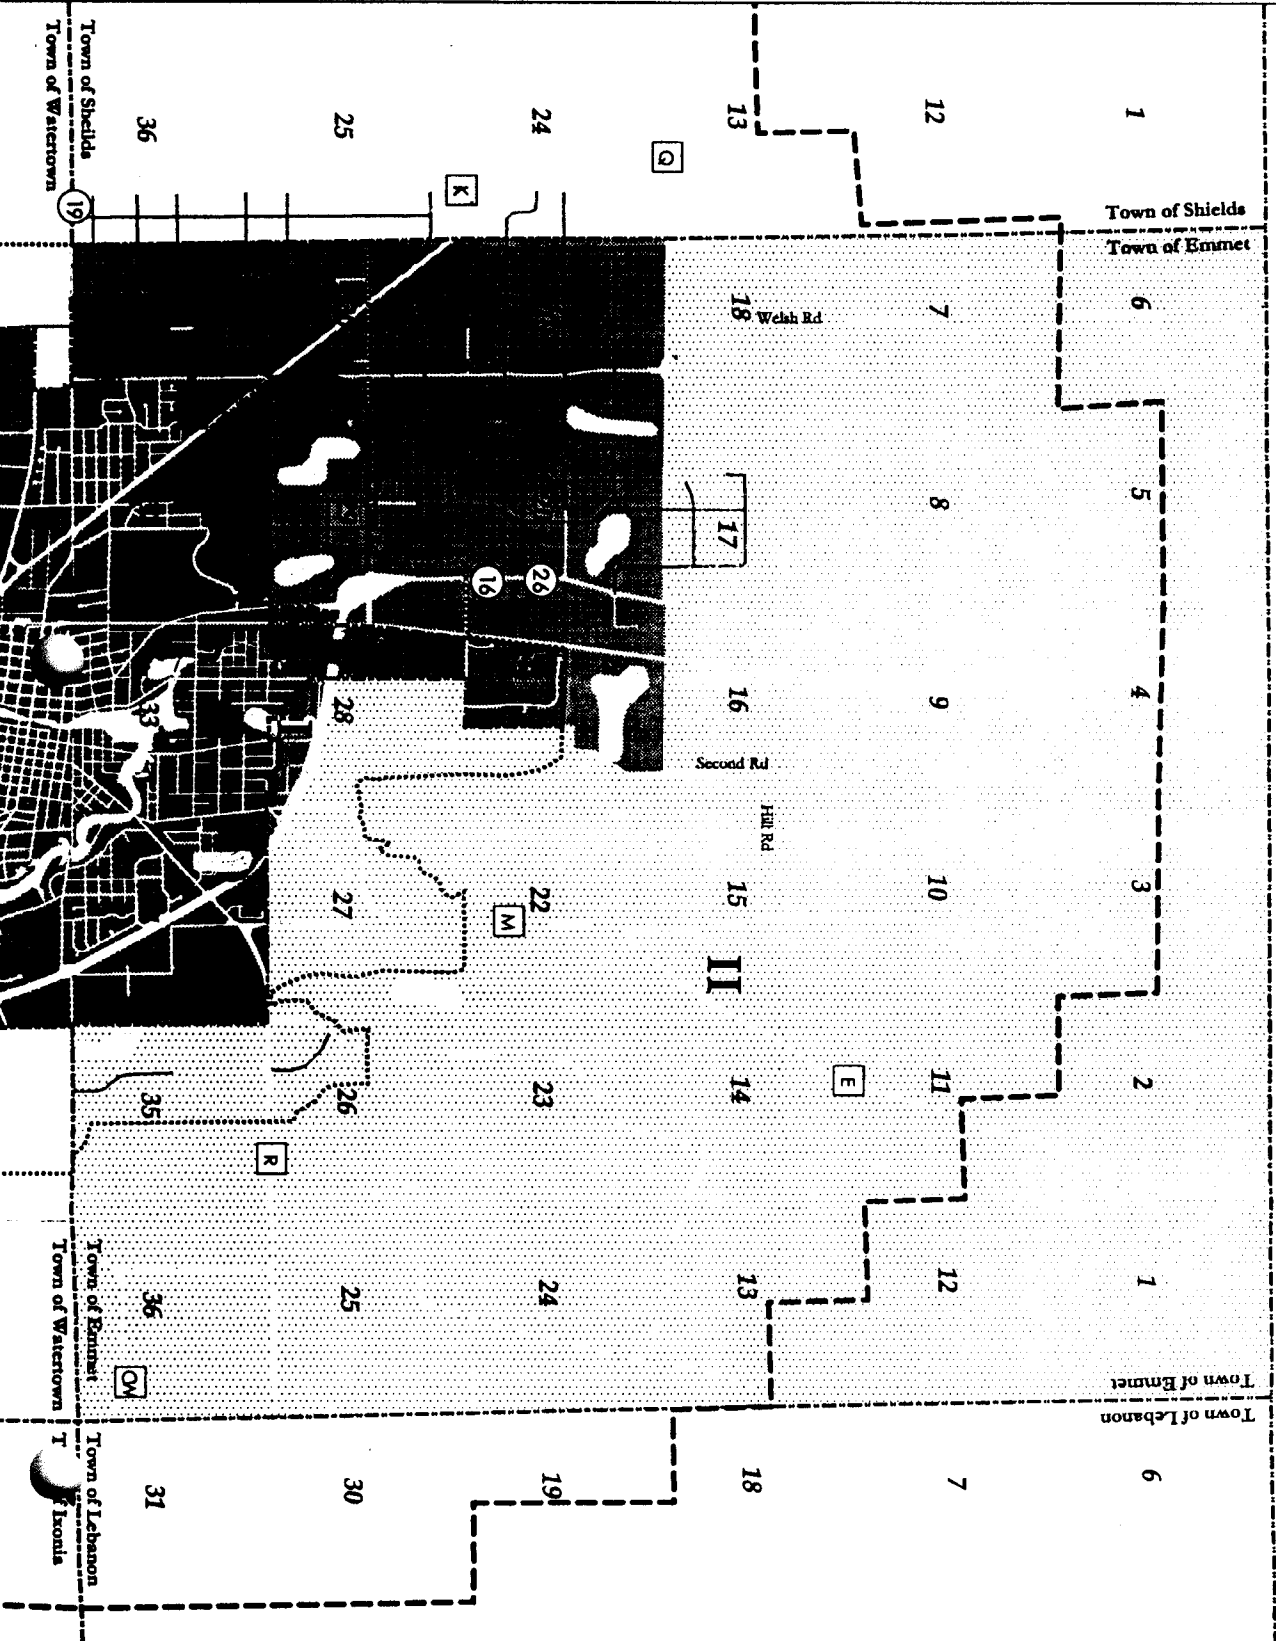 Town of Sheilds
Town of Watertown
36
25
24
13
12
1
Q
K
19
Town of Shields
Town of Emmet
18
Welsh Rd
7
6
17
8
5
16
26
33
28
16
9
4
Second Rd
Hill Rd
27
22
15
10
3
M
II
35
26
23
14
11
2
E
R
Town of Emmet
Town of Watertown
36
25
24
13
12
1
CW
Town of Emmet
Town of Lebanon
Town of Lebanon
T f Ixonia
31
30
19
18
7
6